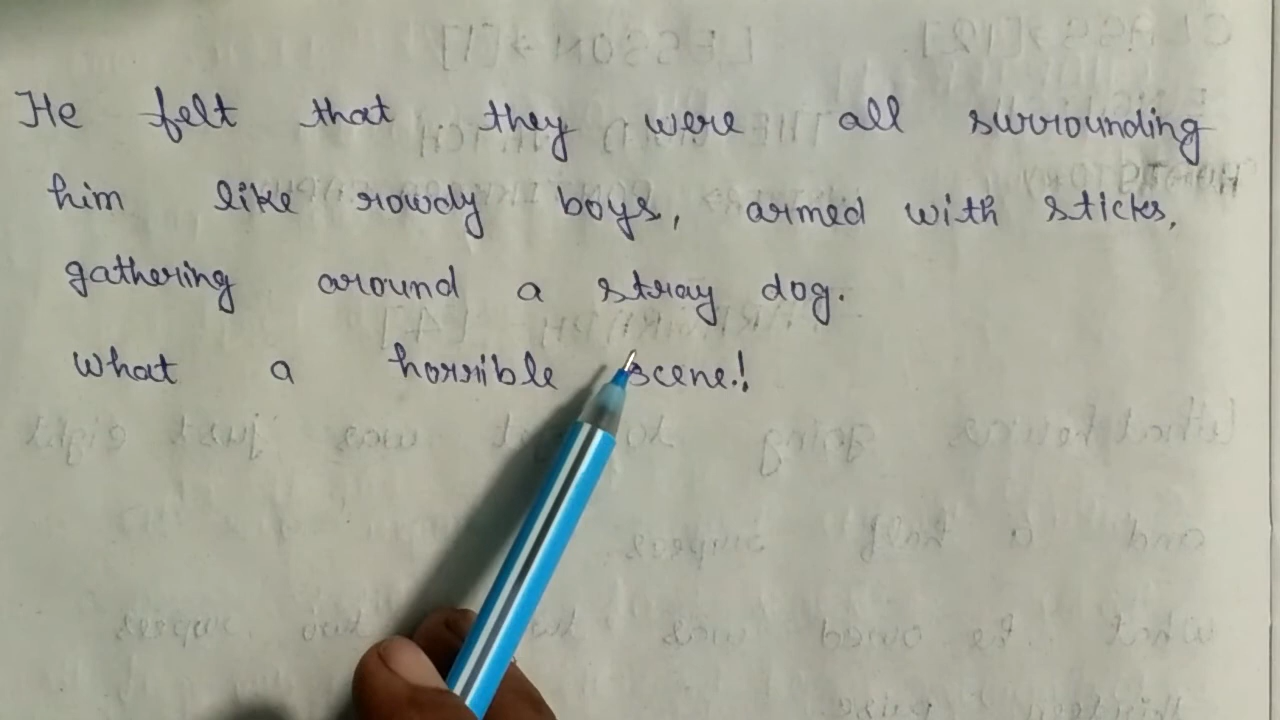 He felt that they were all surrounding
him like rowdy boys, armed with sticks,
gathering around a stray dog.
What a horrible scene.!